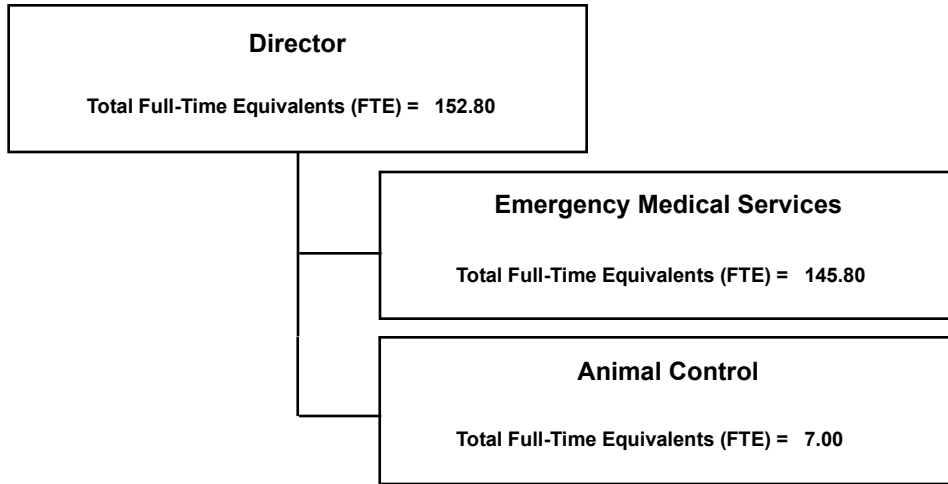 Director
Total Full-Time Equivalents (FTE) = 152.80
Emergency Medical Services
Total Full-Time Equivalents (FTE) = 145.80
Animal Control
Total Full-Time Equivalents (FTE) = 7.00